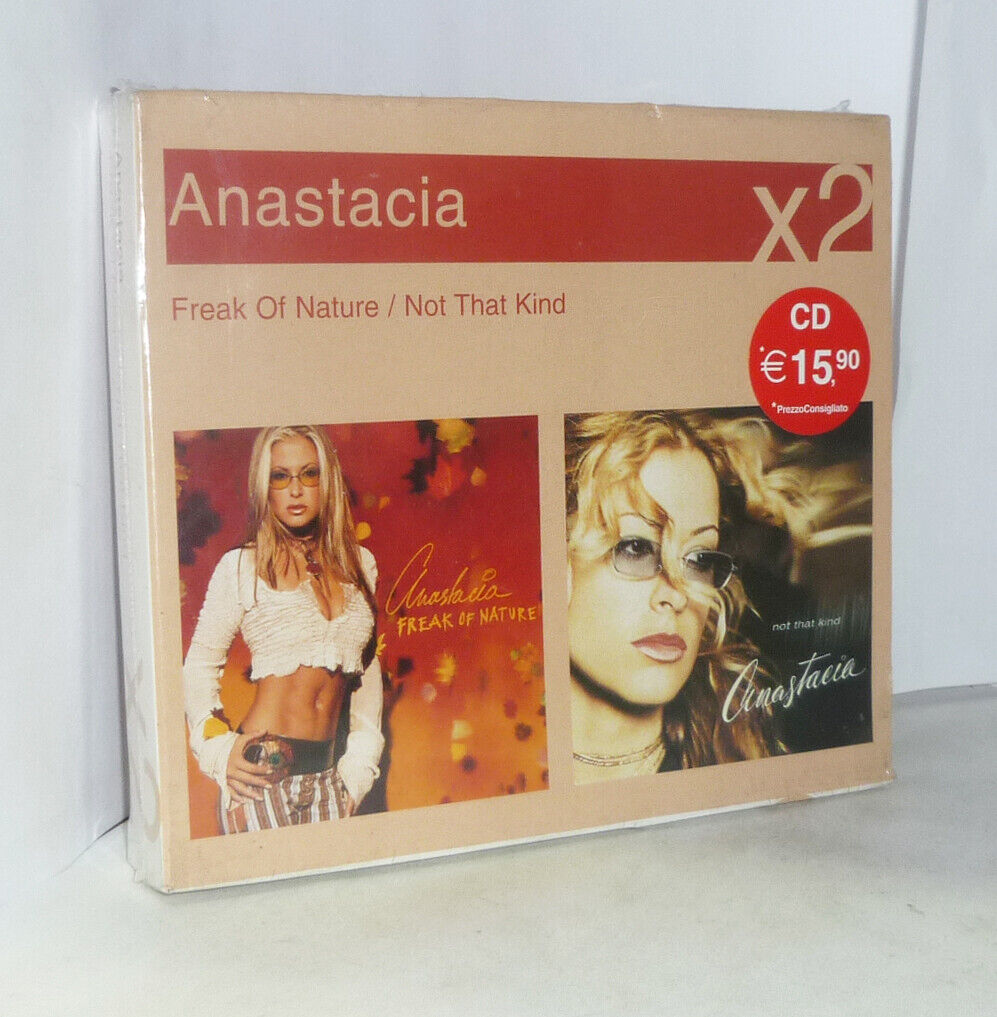 Anastacia
x2
Freak Of Nature / Not That Kind
CD
*€15,90
*PrezzoConsigliato
Anastacia
FREAK OF NATURE
not that kind
Anastacia
Anastacia